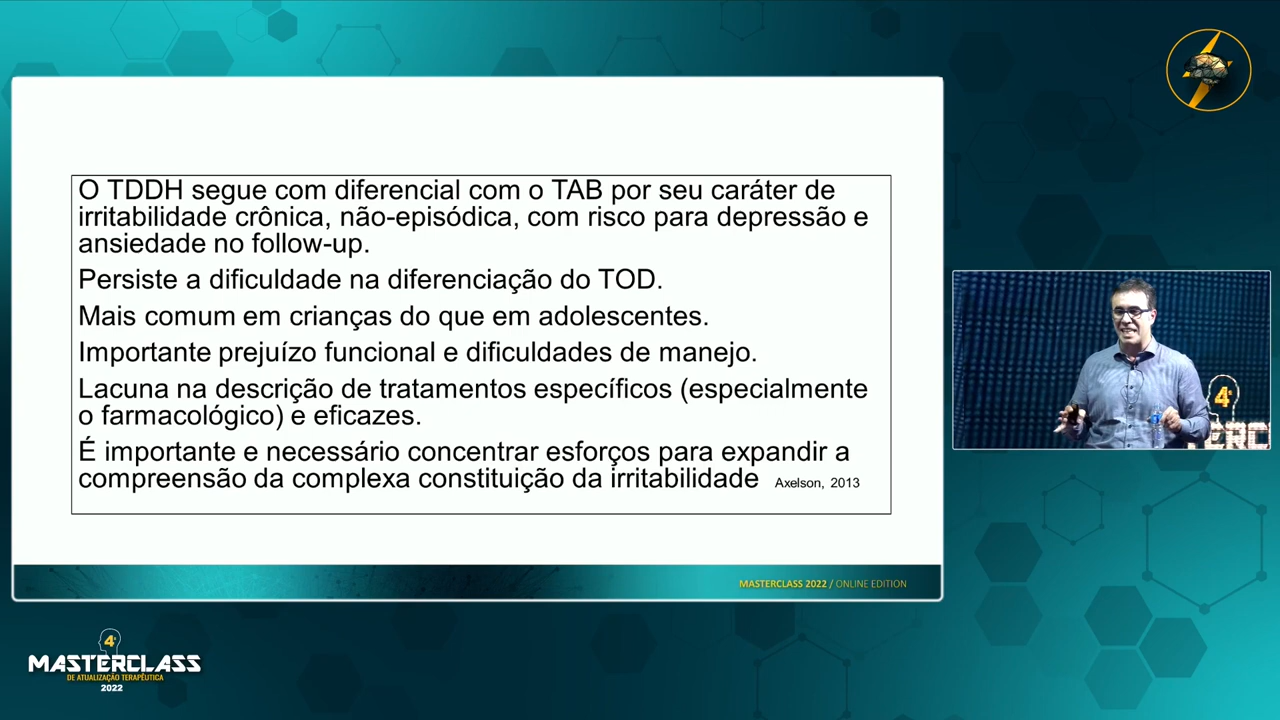 O TDDH segue com diferencial com o TAB por seu caráter de
irritabilidade crônica, não-episódica, com risco para depressão e
ansiedade no follow-up.
Persiste a dificuldade na diferenciação do TOD.
Mais comum em crianças do que em adolescentes.
Importante prejuízo funcional e dificuldades de manejo.
Lacuna na descrição de tratamentos específicos (especialmente
o farmacológico) e eficazes.
É importante e necessário concentrar esforços para expandir a
compreensão da complexa constituição da irritabilidade Axelson, 2013
MASTERCLASS 2022 / ONLINE EDITION
4ª
MASTERCLASS
DE ATUALIZAÇÃO TERAPÊUTICA
2022